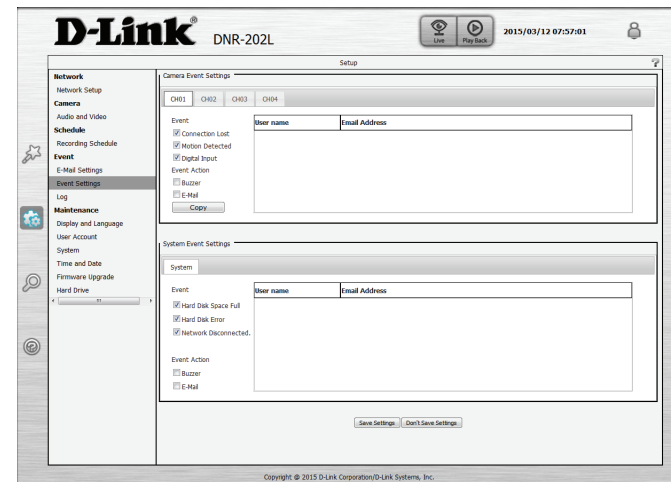 D-Link® DNR-202L
Live
Play Back
2015/03/12 07:57:01
Setup
?
Network
Network Setup
Camera
Audio and Video
Schedule
Recording Schedule
Event
E-Mail Settings
Event Settings
Log
Maintenance
Display and Language
User Account
System
Time and Date
Firmware Upgrade
Hard Drive
Camera Event Settings
CH01 CH02 CH03 CH04
Event
Connection Lost
Motion Detected
Digital Input
Event Action
Buzzer
E-Mail
Copy
User name Email Address
System Event Settings
System
Event
Hard Disk Space Full
Hard Disk Error
Network Disconnected.
Event Action
Buzzer
E-Mail
User name Email Address
Save Settings Don't Save Settings
Copyright @ 2015 D-Link Corporation/D-Link Systems, Inc.